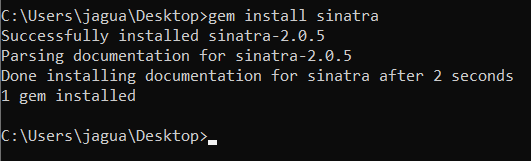 C:\Users\jagua\Desktop>gem install sinatra
Successfully installed sinatra-2.0.5
Parsing documentation for sinatra-2.0.5
Done installing documentation for sinatra after 2 seconds
1 gem installed
C:\Users\jagua\Desktop>